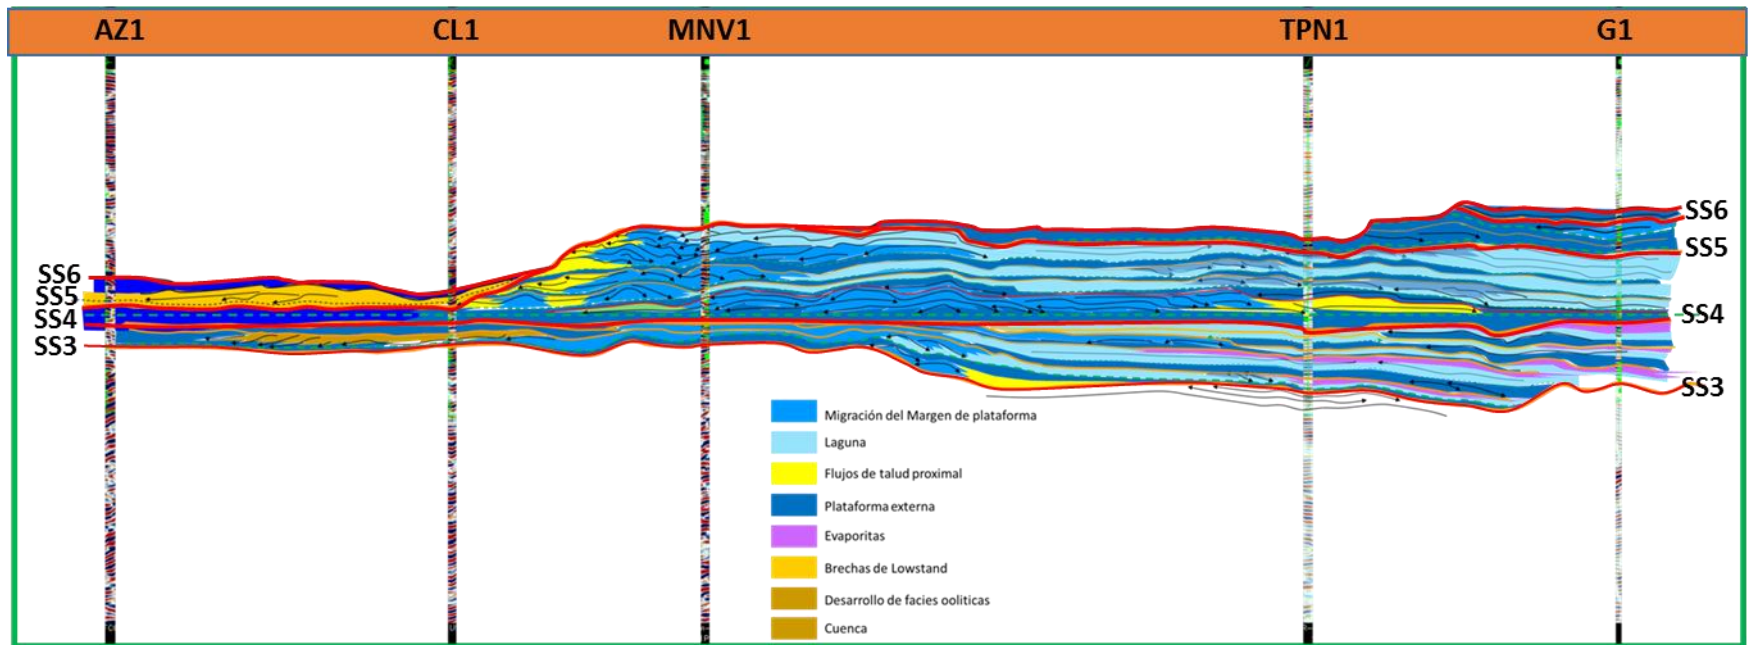 AZ1 CL1 MNV1 TPN1 G1
SS6
SS5
SS4
SS3
SS6
SS5
SS4
SS3
Migración del Margen de plataforma
Laguna
Flujos de talud proximal
Plataforma externa
Evaporitas
Brechas de Lowstand
Desarrollo de facies ooliticas
Cuenca